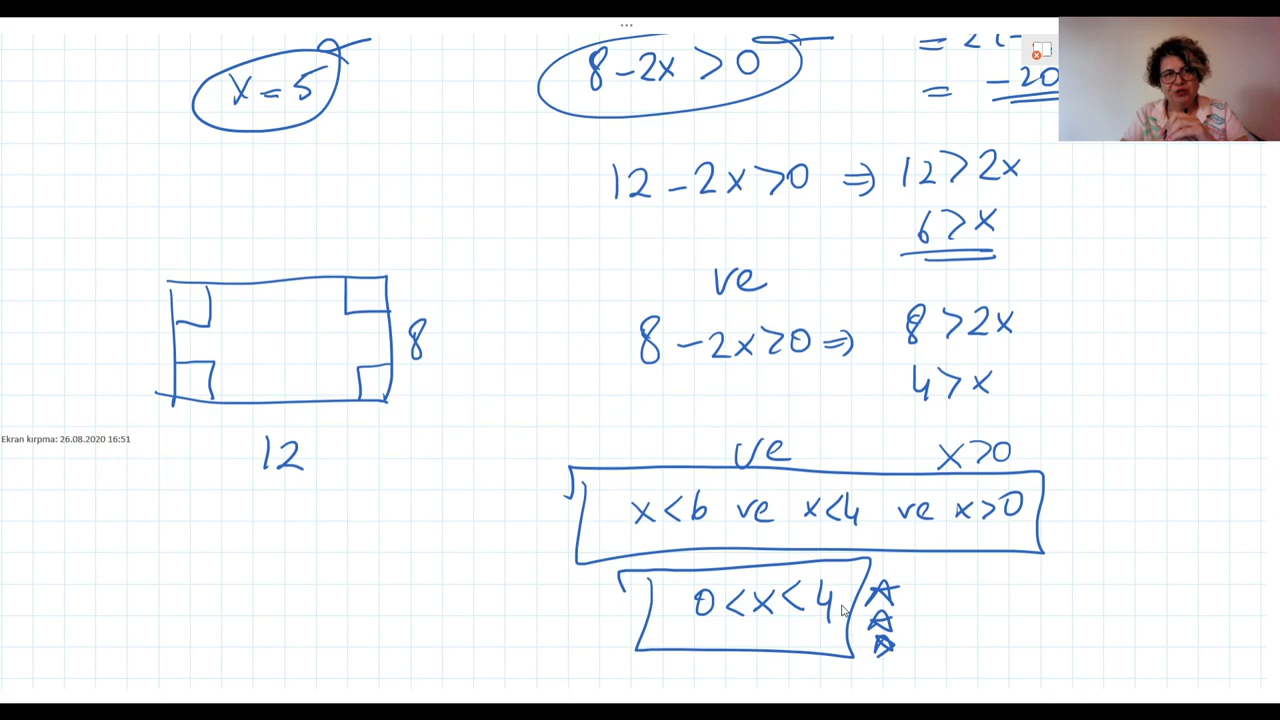 x = 5
8 - 2x > 0
= - 20
12 - 2x > 0 ⇒ 12 > 2x
6 > x
ve
8 - 2x > 0 ⇒ 8 > 2x
4 > x
8
12
Ekran kırpma: 26.08.2020 16:51
ve x > 0
x < 6 ve x < 4 ve x > 0
0 < x < 4